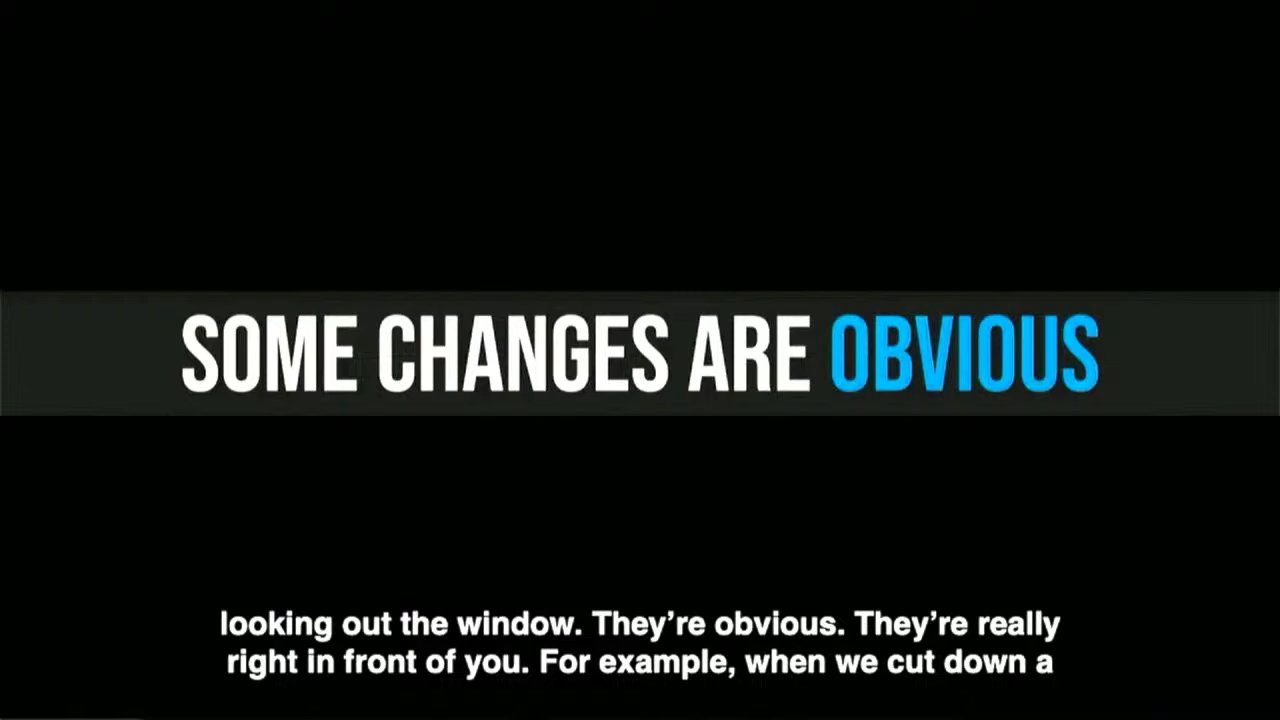 SOME CHANGES ARE OBVIOUS
looking out the window. They’re obvious. They’re really
right in front of you. For example, when we cut down a